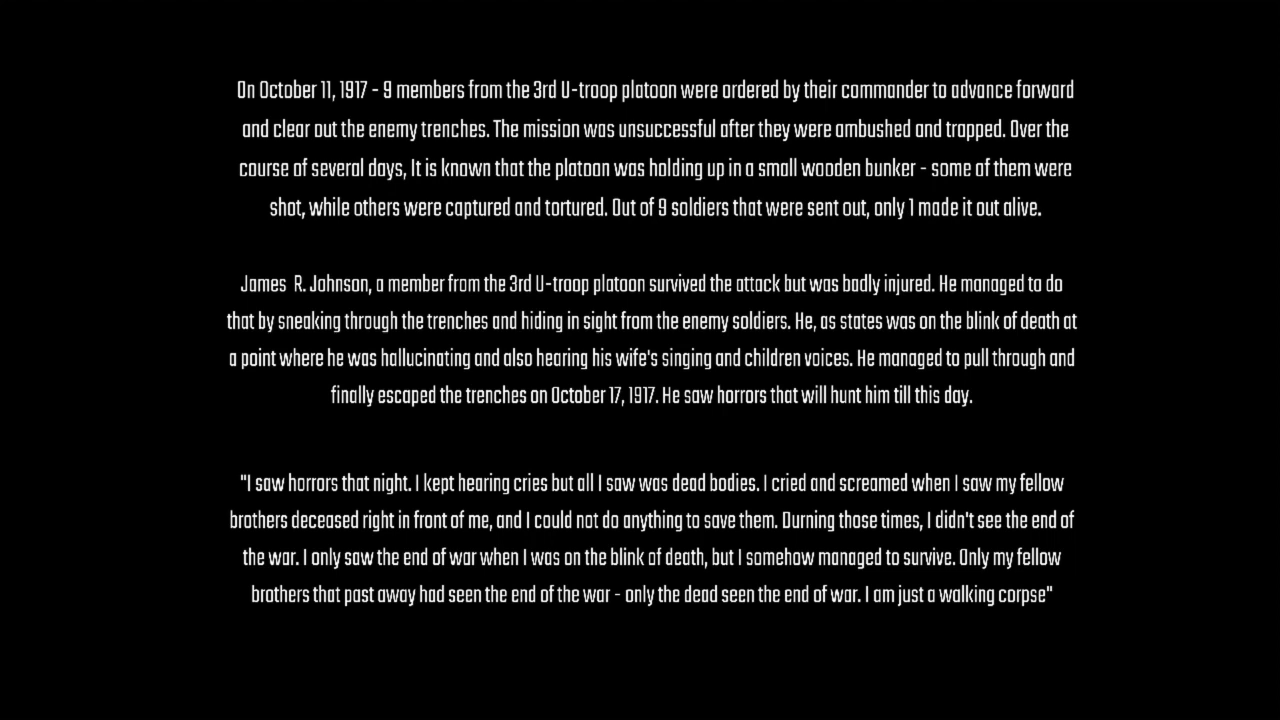 On October 11, 1917 - 9 members from the 3rd U-troop platoon were ordered by their commander to advance forward
and clear out the enemy trenches. The mission was unsuccessful after they were ambushed and trapped. Over the
course of several days, It is known that the platoon was holding up in a small wooden bunker - some of them were
shot, while others were captured and tortured. Out of 9 soldiers that were sent out, only 1 made it out alive.
James R. Johnson, a member from the 3rd U-troop platoon survived the attack but was badly injured. He managed to do
that by sneaking through the trenches and hiding in sight from the enemy soldiers. He, as states was on the blink of death at
a point where he was hallucinating and also hearing his wife's singing and children voices. He managed to pull through and
finally escaped the trenches on October 17, 1917. He saw horrors that will hunt him till this day.
"I saw horrors that night. I kept hearing cries but all I saw was dead bodies. I cried and screamed when I saw my fellow
brothers deceased right in front of me, and I could not do anything to save them. Durning those times, I didn't see the end of
the war. I only saw the end of war when I was on the blink of death, but I somehow managed to survive. Only my fellow
brothers that past away had seen the end of the war - only the dead seen the end of war. I am just a walking corpse"